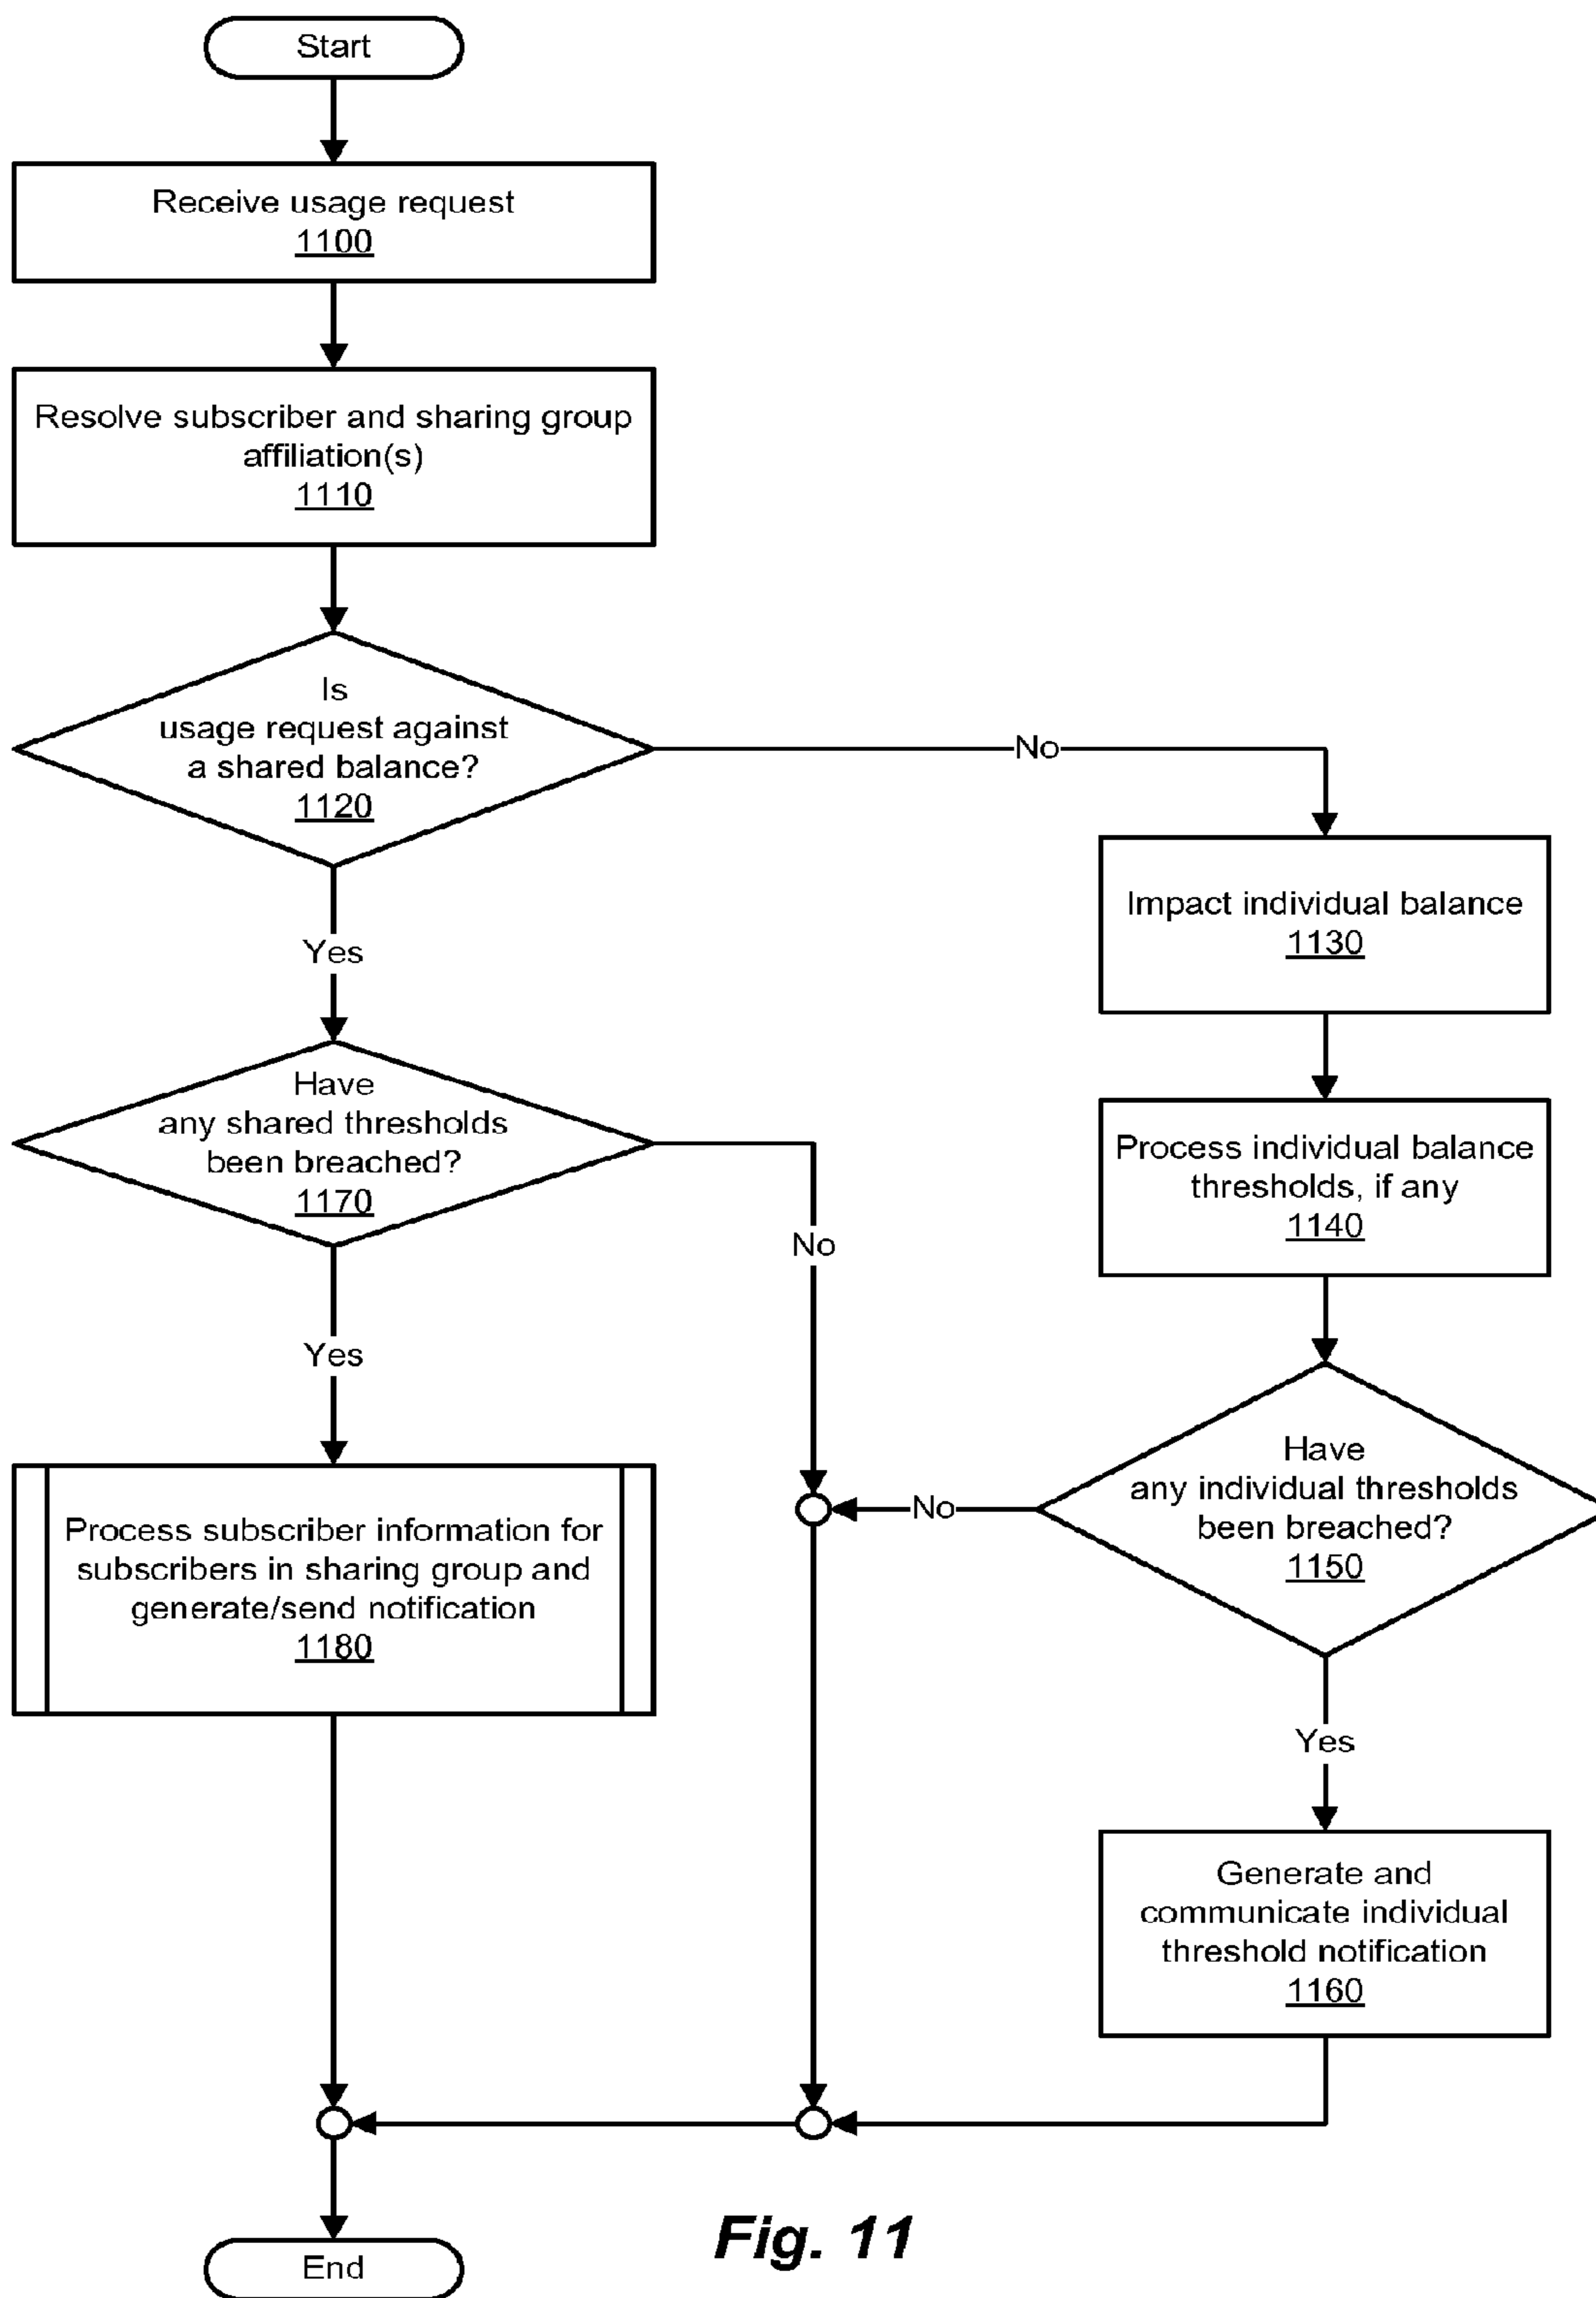 Start
Receive usage request
1100
Resolve subscriber and sharing group
affiliation(s)
1110
Is
usage request against
a shared balance?
1120
No
Yes
Impact individual balance
1130
Have
any shared thresholds
been breached?
1170
No
Yes
Process individual balance
thresholds, if any
1140
Have
any individual thresholds
been breached?
1150
No
Yes
Process subscriber information for
subscribers in sharing group and
generate/send notification
1180
Generate and
communicate individual
threshold notification
1160
End
Fig. 11